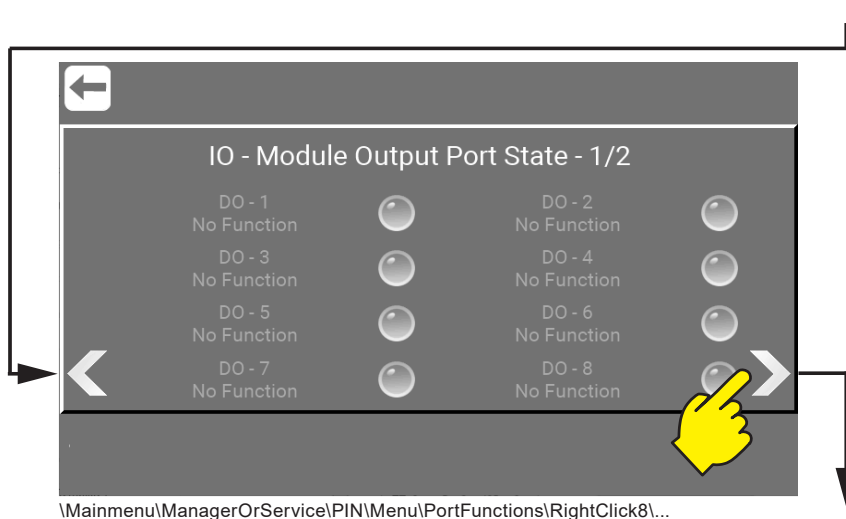 IO - Module Output Port State - 1/2
DO - 1
No Function
DO - 2
No Function
DO - 3
No Function
DO - 4
No Function
DO - 5
No Function
DO - 6
No Function
DO - 7
No Function
DO - 8
No Function
\Mainmenu\ManagerOrService\PIN\Menu\PortFunctions\RightClick8\...